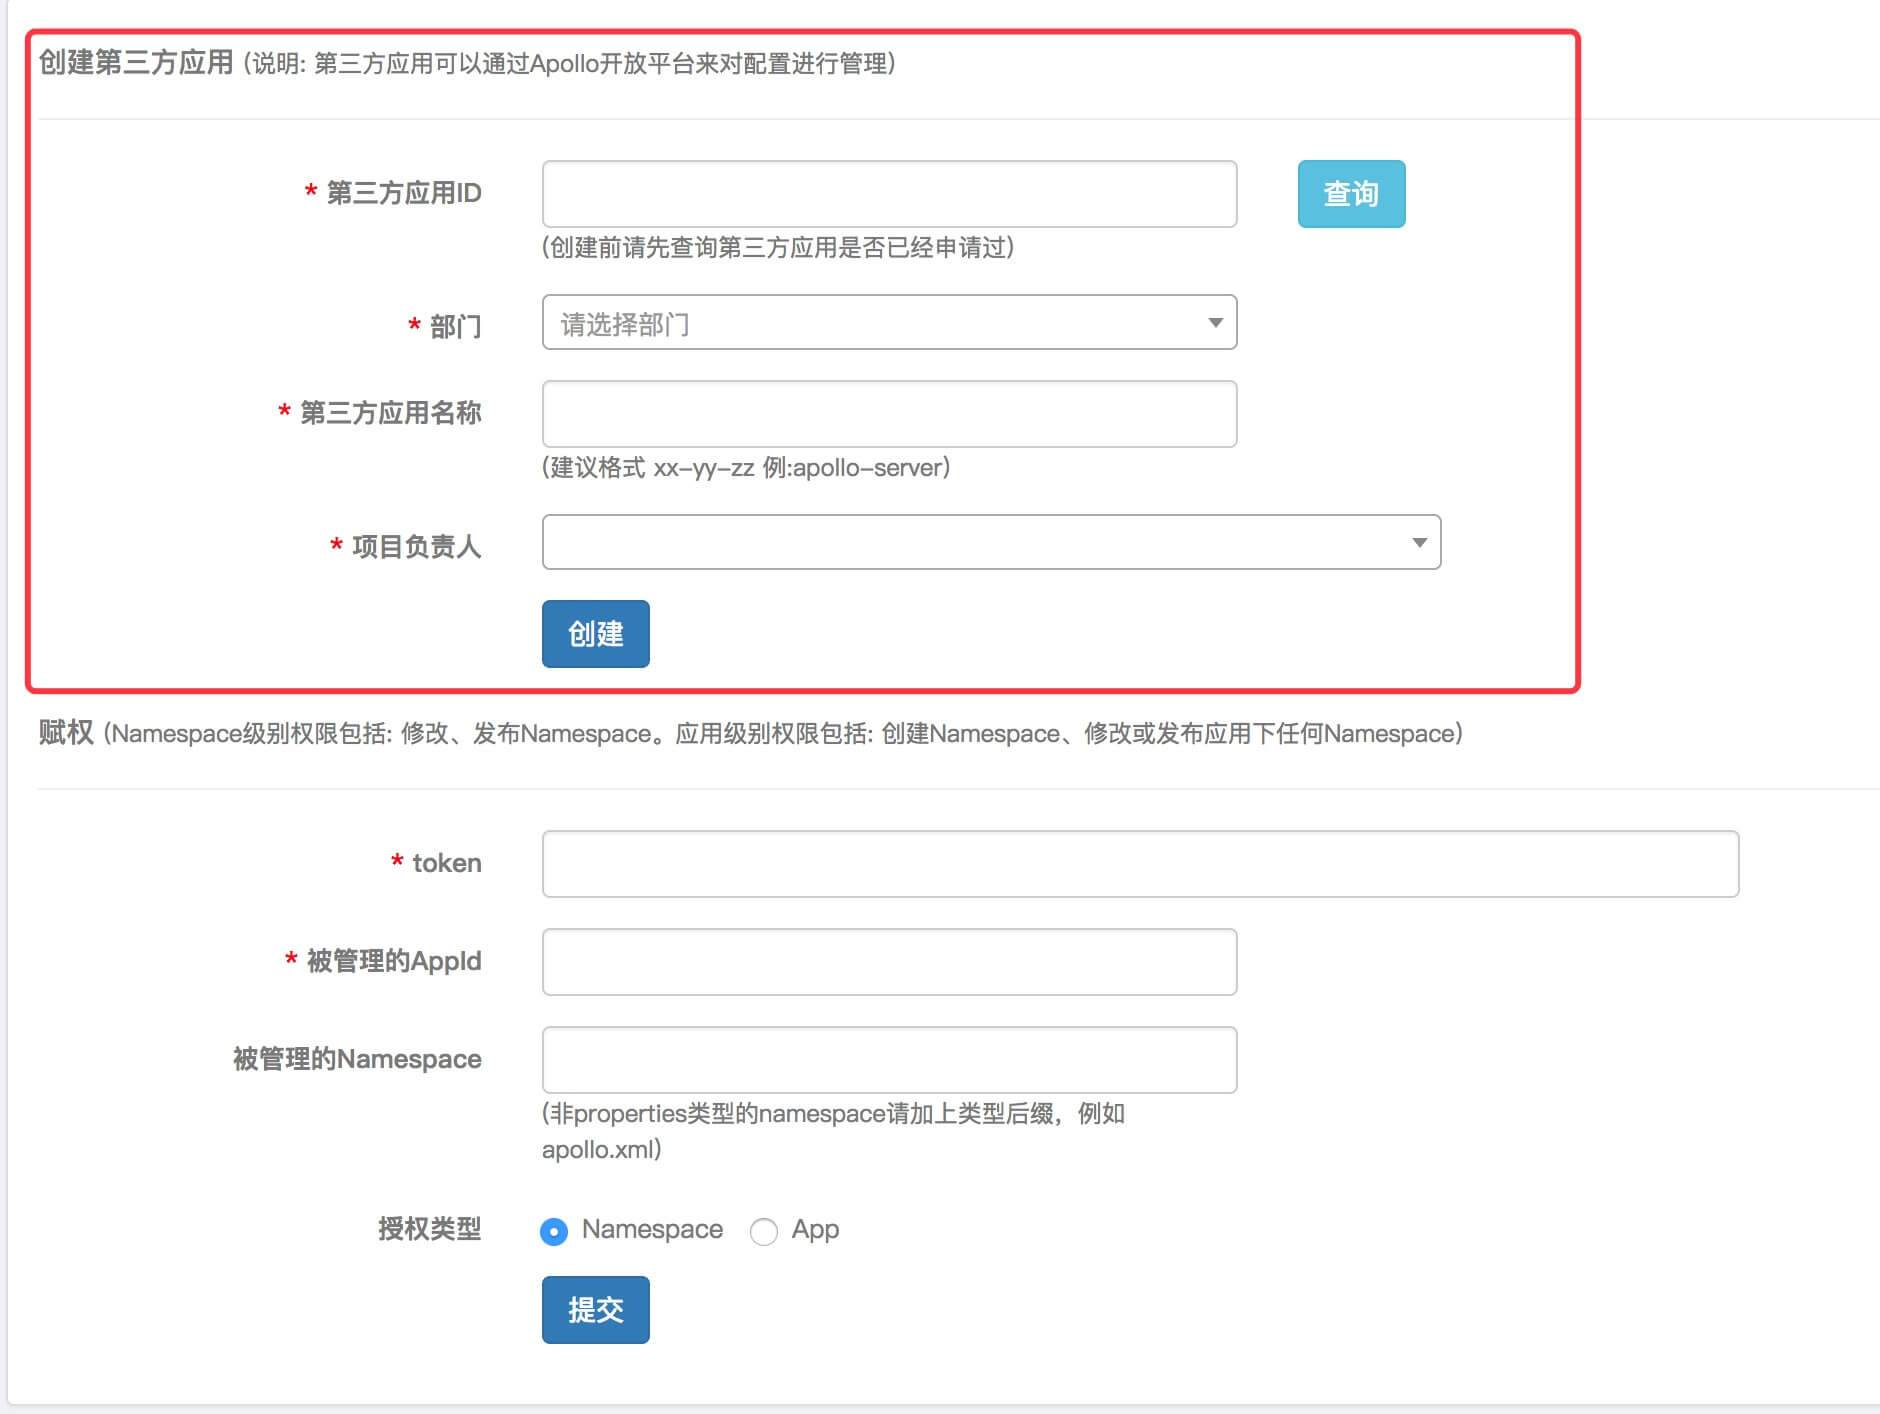 创建第三方应用 (说明: 第三方应用可以通过Apollo开放平台来对配置进行管理)
* 第三方应用ID
查询
(创建前请先查询第三方应用是否已经申请过)
* 部门
请选择部门
* 第三方应用名称
(建议格式 xx-yy-zz 例:apollo-server)
* 项目负责人
创建
赋权 (Namespace级别权限包括: 修改、发布Namespace。应用级别权限包括: 创建Namespace、修改或发布应用下任何Namespace)
* token
* 被管理的AppId
被管理的Namespace
(非properties类型的namespace请加上类型后缀，例如
apollo.xml)
授权类型 Namespace App
提交